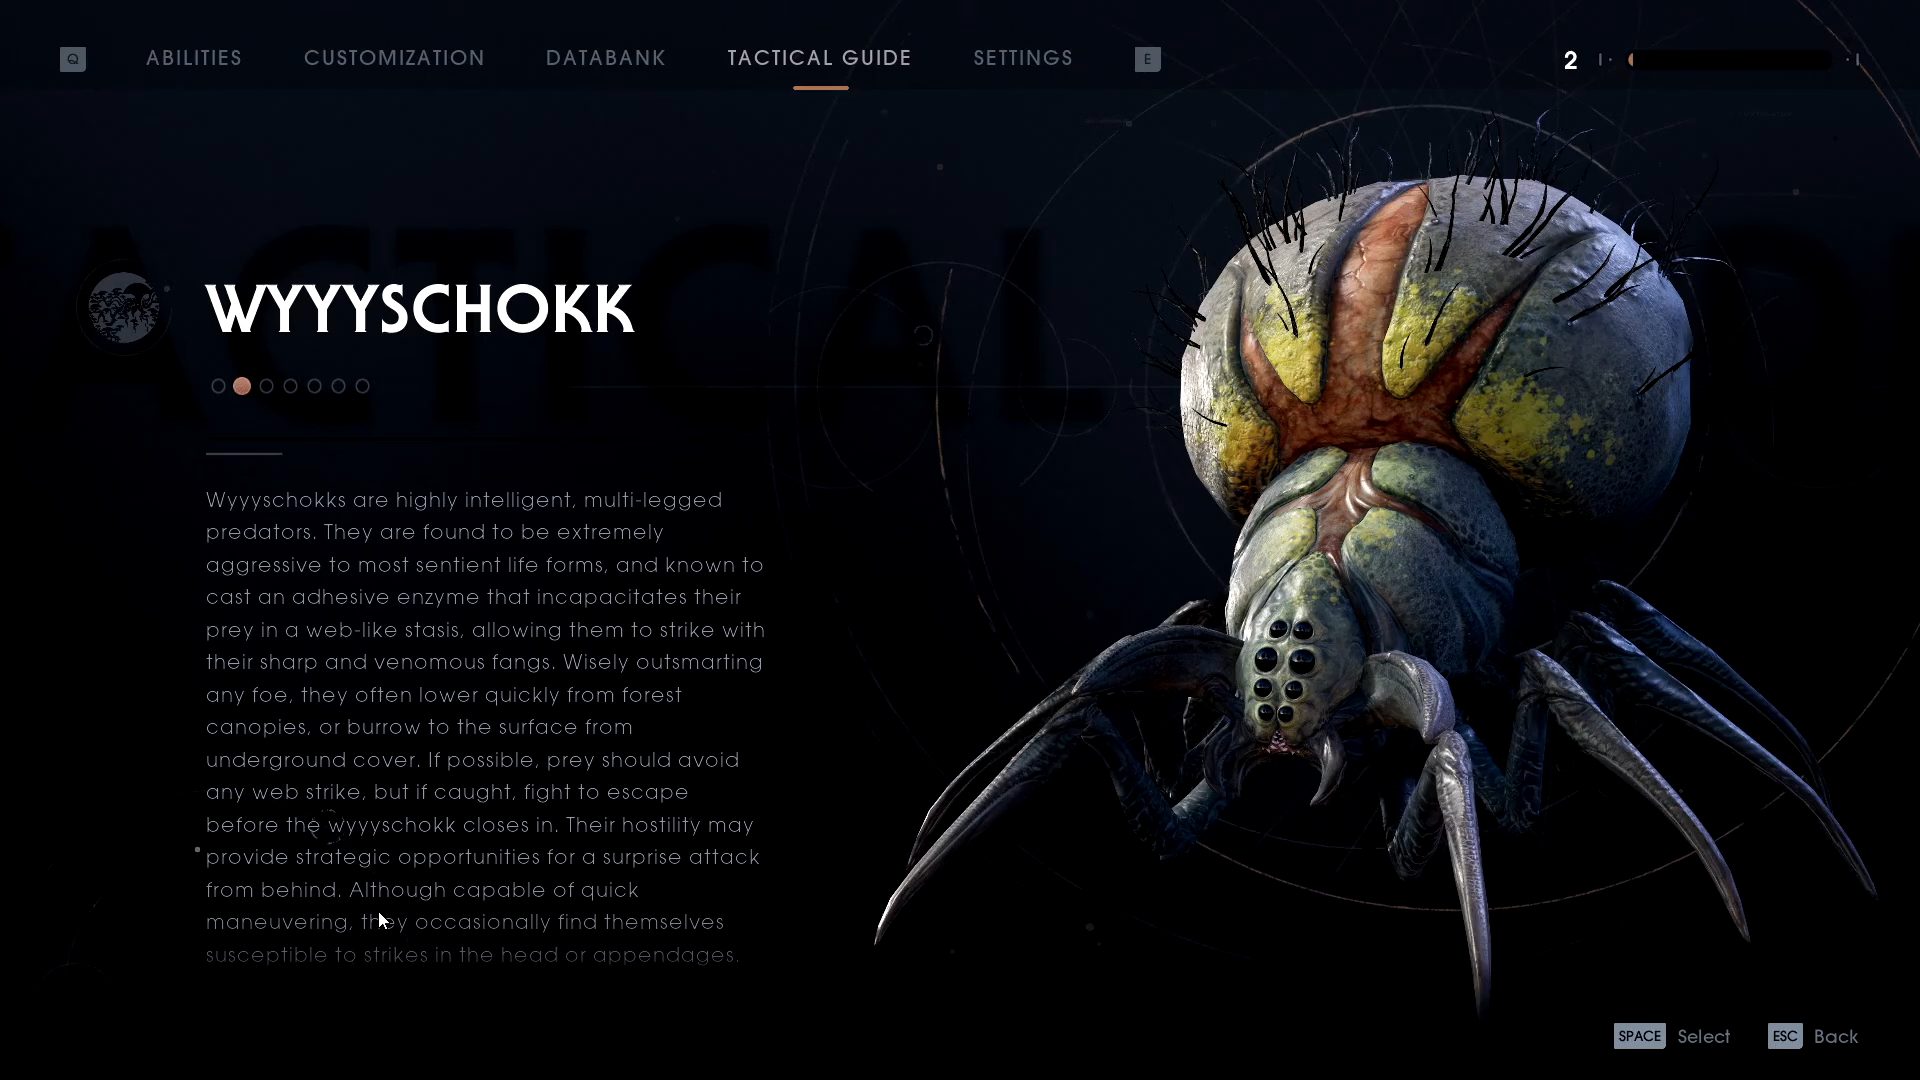 Q ABILITIES CUSTOMIZATION DATABANK TACTICAL GUIDE SETTINGS E 2
TACTICAL
WYYYSCHOKK
Wyyyschokks are highly intelligent, multi-legged
predators. They are found to be extremely
aggressive to most sentient life forms, and known to
cast an adhesive enzyme that incapacitates their
prey in a web-like stasis, allowing them to strike with
their sharp and venomous fangs. Wisely outsmarting
any foe, they often lower quickly from forest
canopies, or burrow to the surface from
underground cover. If possible, prey should avoid
any web strike, but if caught, fight to escape
before the wyyyschokk closes in. Their hostility may
provide strategic opportunities for a surprise attack
from behind. Although capable of quick
maneuvering, they occasionally find themselves
susceptible to strikes in the head or appendages.
SPACE Select ESC Back